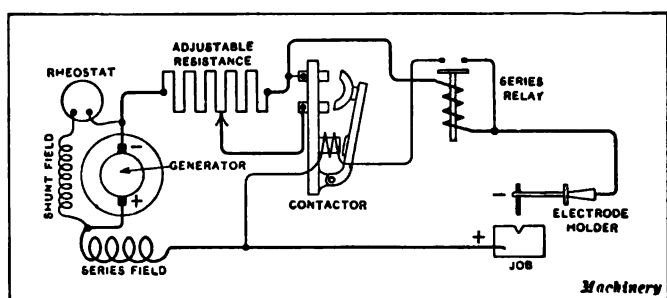 ADJUSTABLE
RESISTANCE
RHEOSTAT
SERIES
RELAY
-
GENERATOR
SHUNT FIELD
+
CONTACTOR
-
ELECTRODE
HOLDER
+
SERIES FIELD
JOB
Machinery